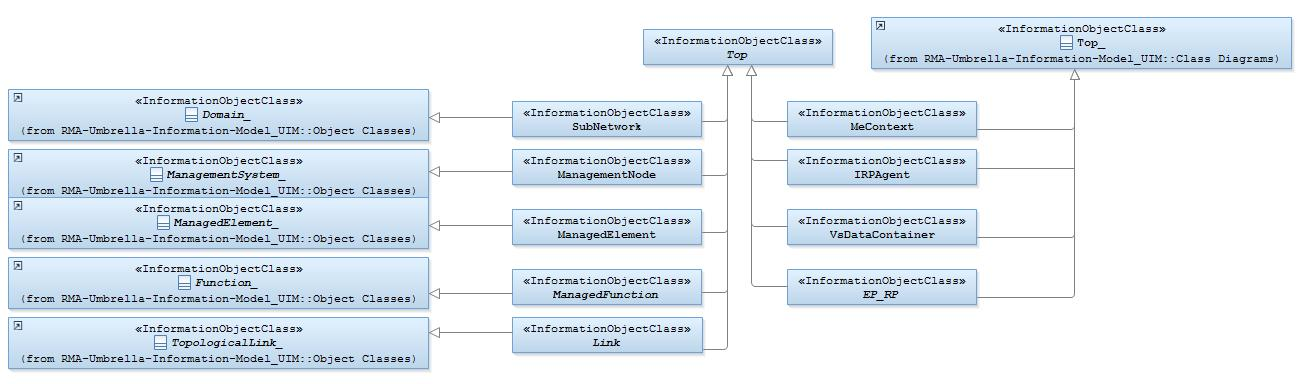 «InformationObjectClass»
Top
«InformationObjectClass»
Top_
(from RMA-Umbrella-Information-Model_UIM::Class Diagrams)
«InformationObjectClass»
Domain_
(from RMA-Umbrella-Information-Model_UIM::Object Classes)
«InformationObjectClass»
SubNetwork
«InformationObjectClass»
MeContext
«InformationObjectClass»
ManagementSystem_
(from RMA-Umbrella-Information-Model_UIM::Object Classes)
«InformationObjectClass»
ManagementNode
«InformationObjectClass»
IRPAgent
«InformationObjectClass»
ManagedElement_
(from RMA-Umbrella-Information-Model_UIM::Object Classes)
«InformationObjectClass»
ManagedElement
«InformationObjectClass»
VsDataContainer
«InformationObjectClass»
Function_
(from RMA-Umbrella-Information-Model_UIM::Object Classes)
«InformationObjectClass»
ManagedFunction
«InformationObjectClass»
EP_RP
«InformationObjectClass»
TopologicalLink_
(from RMA-Umbrella-Information-Model_UIM::Object Classes)
«InformationObjectClass»
Link